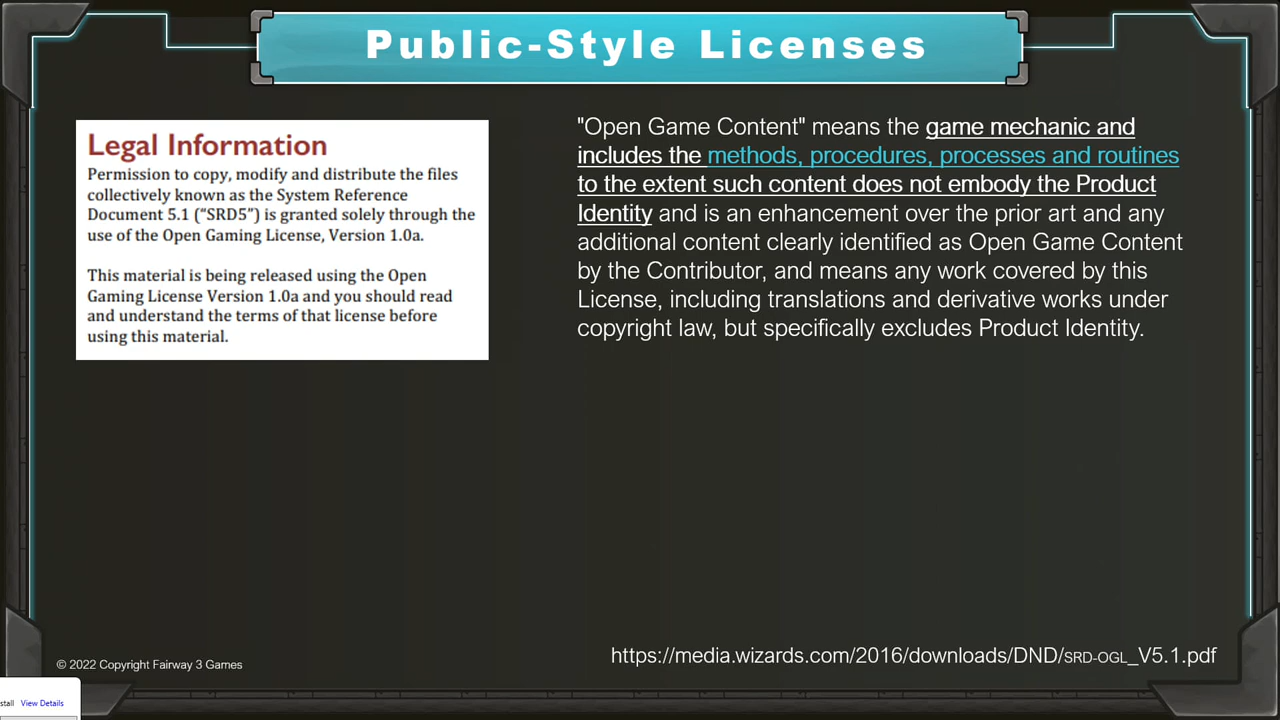 Public-Style Licenses
Legal Information
Permission to copy, modify and distribute the files
collectively known as the System Reference
Document 5.1 (“SRD5”) is granted solely through the
use of the Open Gaming License, Version 1.0a.
This material is being released using the Open
Gaming License Version 1.0a and you should read
and understand the terms of that license before
using this material.
"Open Game Content" means the game mechanic and
includes the methods, procedures, processes and routines
to the extent such content does not embody the Product
Identity and is an enhancement over the prior art and any
additional content clearly identified as Open Game Content
by the Contributor, and means any work covered by this
License, including translations and derivative works under
copyright law, but specifically excludes Product Identity.
https://media.wizards.com/2016/downloads/DND/SRD-OGL_V5.1.pdf
© 2022 Copyright Fairway 3 Games
stall View Details